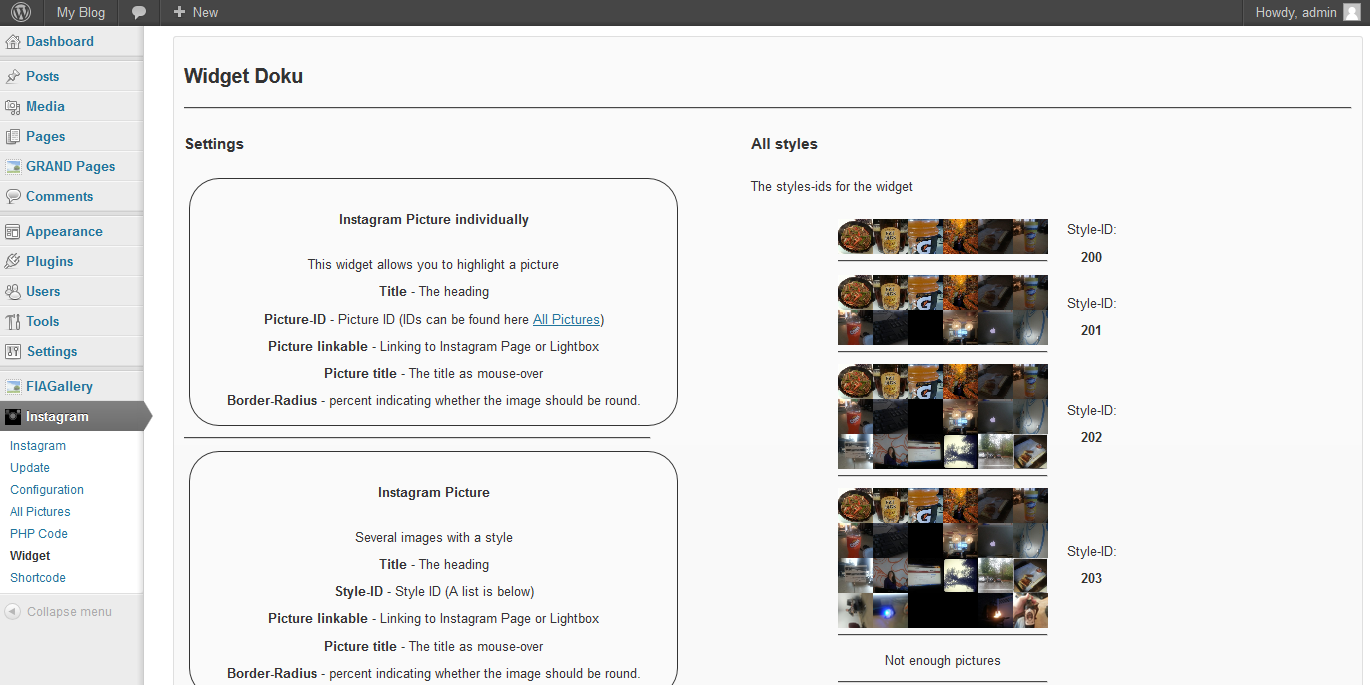 My Blog
New
Howdy, admin
Dashboard
Posts
Media
Pages
GRAND Pages
Comments
Appearance
Plugins
Users
Tools
Settings
FIAGallery
Instagram
Instagram
Update
Configuration
All Pictures
PHP Code
Widget
Shortcode
Collapse menu
Widget Doku
Settings
Instagram Picture individually
This widget allows you to highlight a picture
Title - The heading
Picture-ID - Picture ID (IDs can be found here All Pictures)
Picture linkable - Linking to Instagram Page or Lightbox
Picture title - The title as mouse-over
Border-Radius - percent indicating whether the image should be round.
Instagram Picture
Several images with a style
Title - The heading
Style-ID - Style ID (A list is below)
Picture linkable - Linking to Instagram Page or Lightbox
Picture title - The title as mouse-over
Border-Radius - percent indicating whether the image should be round.
All styles
The styles-ids for the widget
Style-ID:
200
Style-ID:
201
Style-ID:
202
Style-ID:
203
Not enough pictures